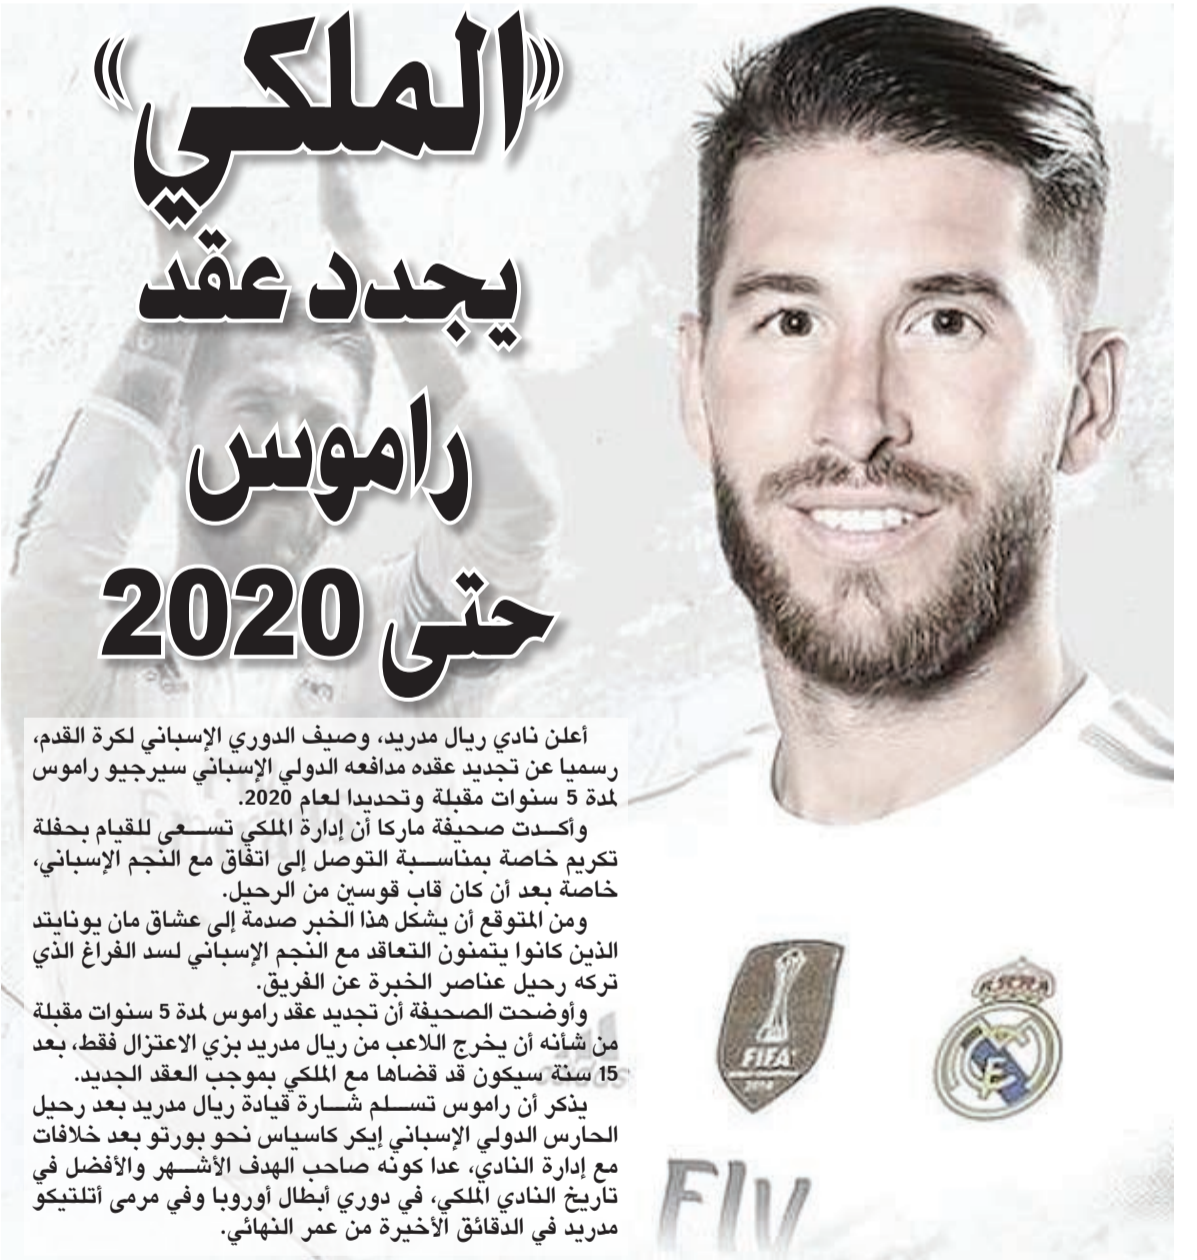 «الملكي»
يجدد عقد
راموس
حتى 2020
أعلن نادي ريال مدريد، وصيف الدوري الإسباني لكرة القدم،
رسميا عن تجديد عقده مدافعه الدولي الإسباني سيرجيو راموس
لمدة 5 سنوات مقبلة وتحديدا لعام 2020.
وأكـــدت صحيفة ماركا أن إدارة الملكي تســـعى للقيام بحفلة
تكريم خاصة بمناســـبة التوصل إلى اتفاق مع النجم الإسباني،
خاصة بعد أن كان قاب قوسين من الرحيل.
ومن المتوقع أن يشكل هذا الخبر صدمة إلى عشاق مان يونايتد
الذين كانوا يتمنون التعاقد مع النجم الإسباني لسد الفراغ الذي
تركه رحيل عناصر الخبرة عن الفريق.
وأوضحت الصحيفة أن تجديد عقد راموس لمدة 5 سنوات مقبلة
من شأنه أن يخرج اللاعب من ريال مدريد بزي الاعتزال فقط، بعد
15 سنة سيكون قد قضاها مع الملكي بموجب العقد الجديد.
يذكر أن راموس تســـلم شـــارة قيادة ريال مدريد بعد رحيل
الحارس الدولي الإسباني إيكر كاسياس نحو بورتو بعد خلافات
مع إدارة النادي، عدا كونه صاحب الهدف الأشـــهر والأفضل في
تاريخ النادي الملكي، في دوري أبطال أوروبا وفي مرمى أتلتيكو
مدريد في الدقائق الأخيرة من عمر النهائي.
FIFA
Fly